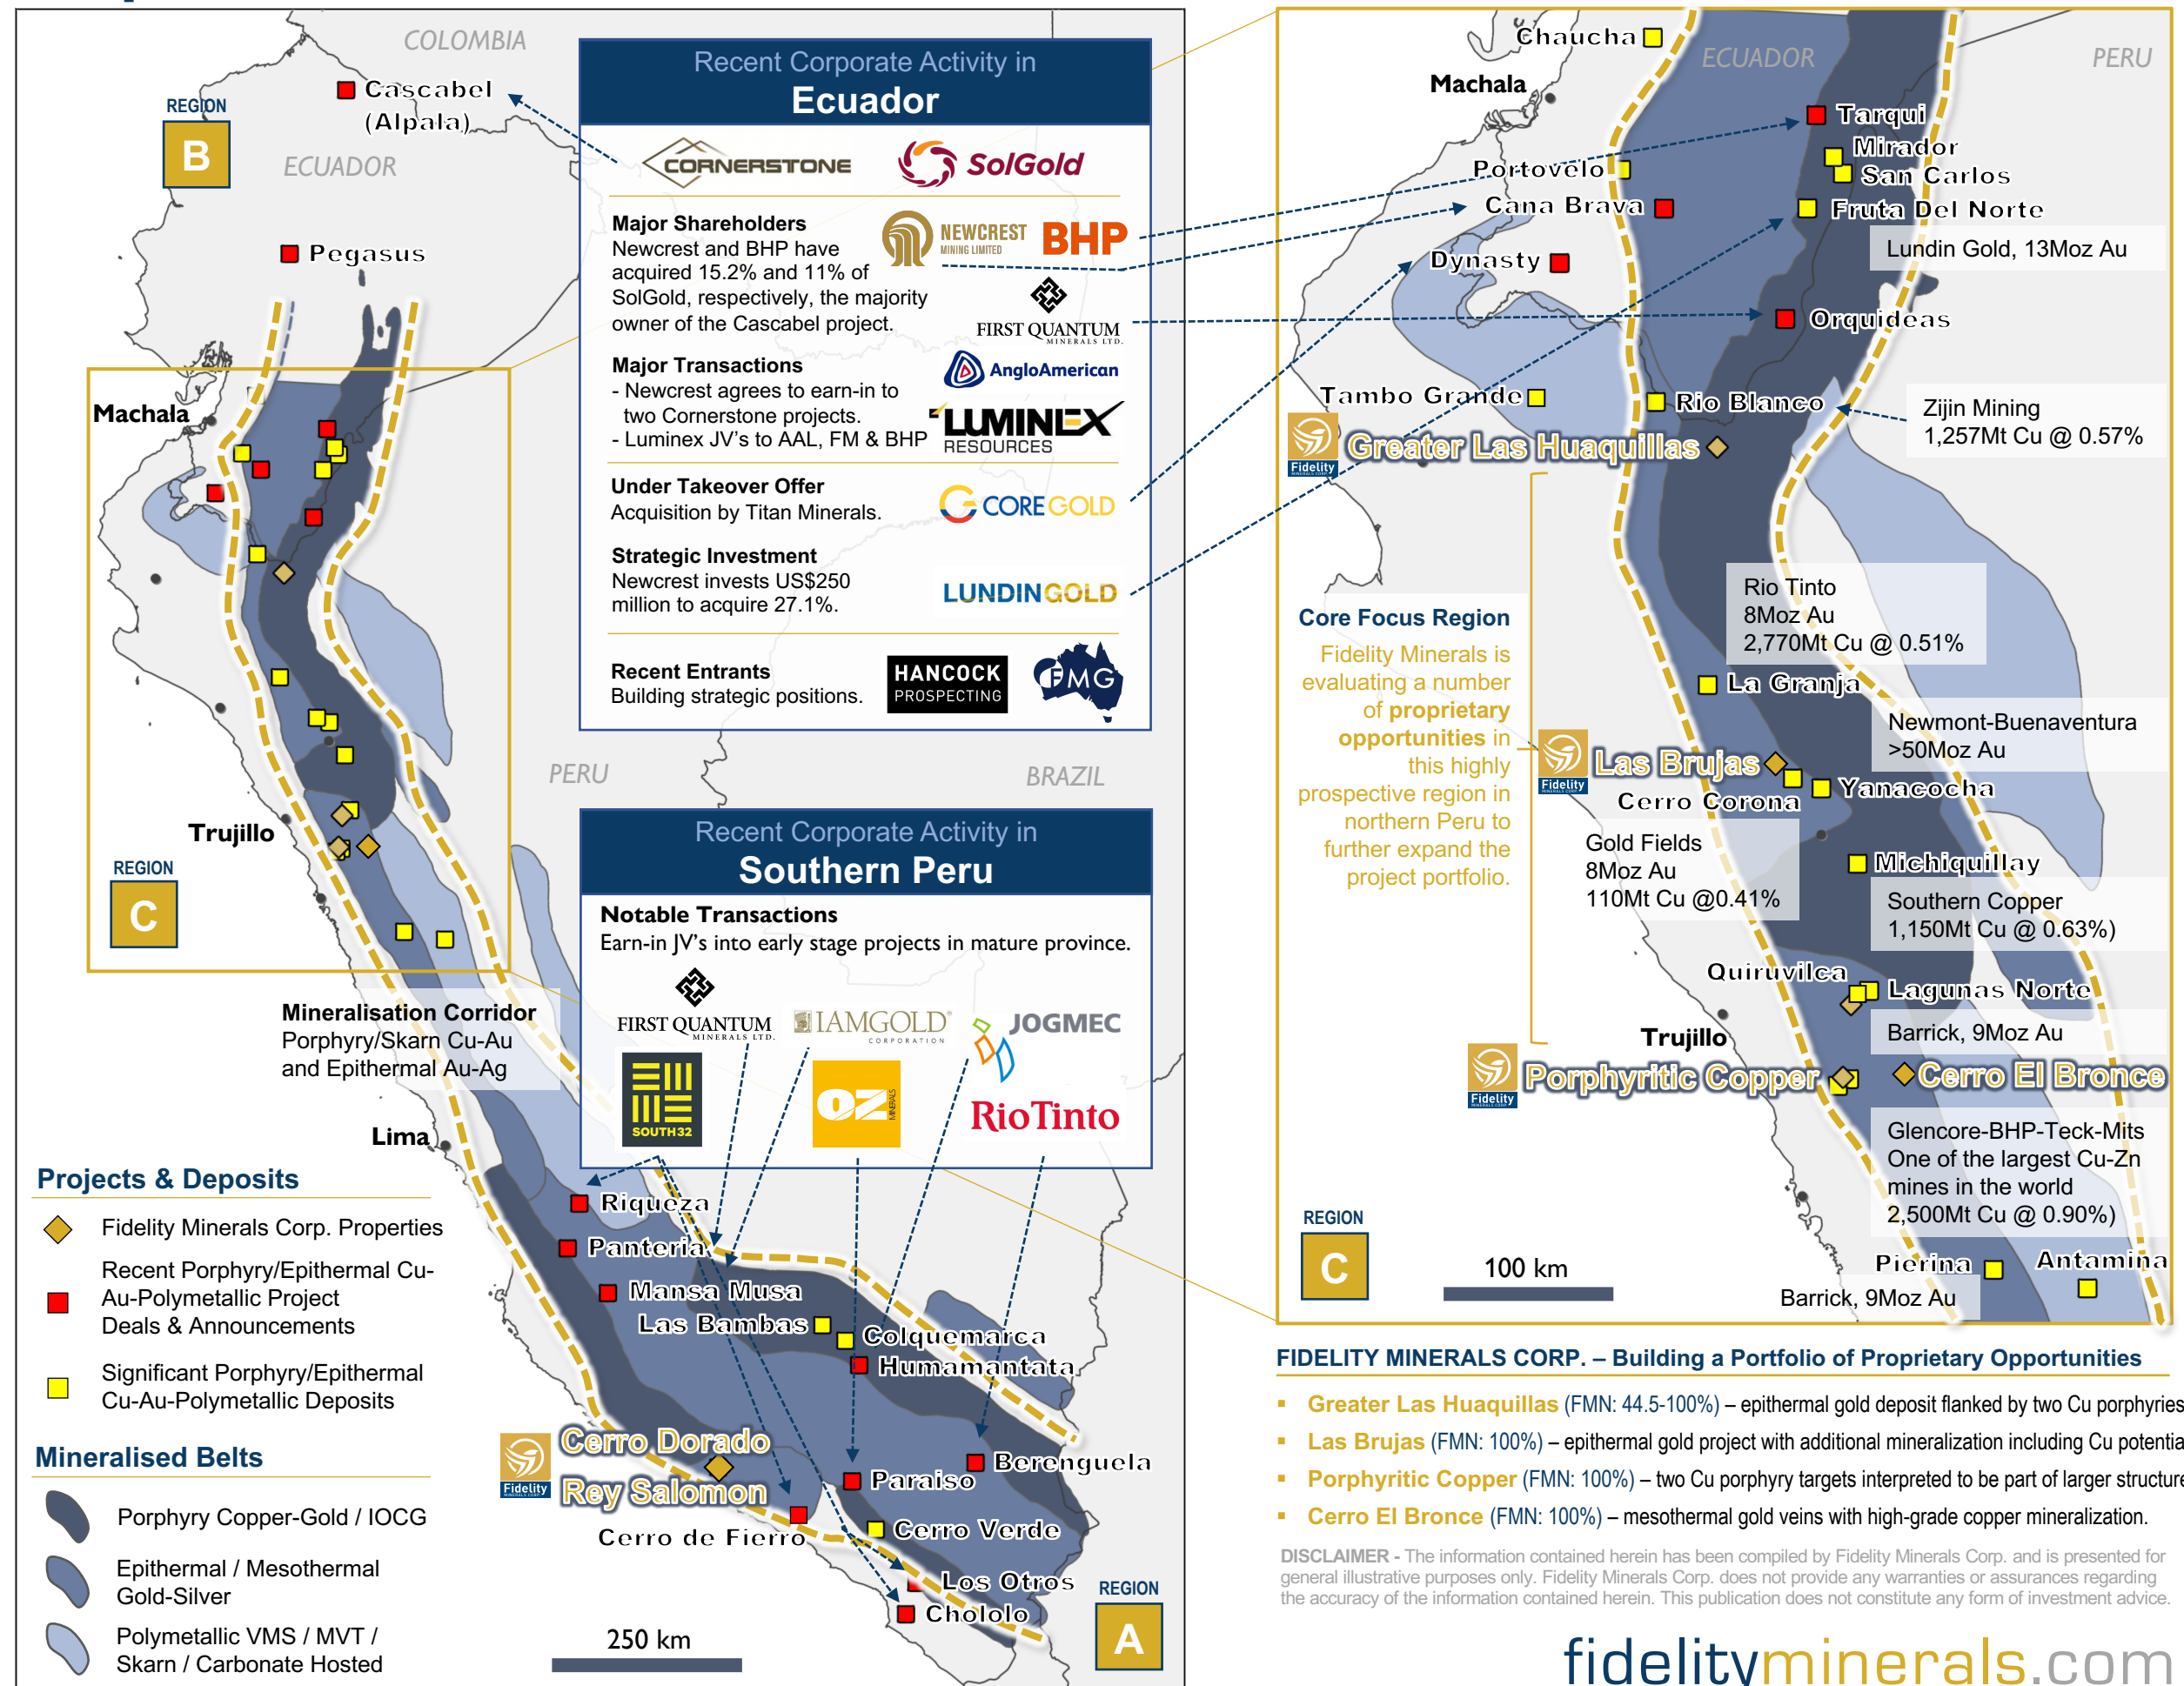 COLOMBIA
Cascabel
(Alpala)
REGION
B
ECUADOR
Pegasus
Machala
Trujillo
REGION
C
PERU
BRAZIL
Mineralisation Corridor
Porphyry/Skarn Cu-Au
and Epithermal Au-Ag
Lima
Recent Corporate Activity in
Ecuador
CORNERSTONE
SolGold
Major Shareholders
Newcrest and BHP have
acquired 15.2% and 11% of
SolGold, respectively, the majority
owner of the Cascabel project.
NEWCREST
MINING LIMITED
BHP
FIRST QUANTUM
MINERALS LTD.
Major Transactions
- Newcrest agrees to earn-in to
two Cornerstone projects.
- Luminex JV's to AAL, FM & BHP
AngloAmerican
LUMINEX
RESOURCES
Under Takeover Offer
Acquisition by Titan Minerals.
COREGOLD
Strategic Investment
Newcrest invests US$250
million to acquire 27.1%.
LUNDINGOLD
Recent Entrants
Building strategic positions.
HANCOCK
PROSPECTING
FMG
Recent Corporate Activity in
Southern Peru
Notable Transactions
Earn-in JV's into early stage projects in mature province.
FIRST QUANTUM
MINERALS LTD.
IAMGOLD
CORPORATION
JOGMEC
SOUTH32
OZ
MINERALS
RioTinto
Riqueza
Panteria
Mansa Musa
Las Bambas
Colquemarca
Humamantata
Cerro Dorado
Rey Salomon
Fidelity
MINERALS CORP.
Berenguela
Paraiso
Cerro Verde
Cerro de Fierro
Los Otros
Chololo
REGION
A
250 km
Projects & Deposits
Fidelity Minerals Corp. Properties
Recent Porphyry/Epithermal Cu-
Au-Polymetallic Project
Deals & Announcements
Significant Porphyry/Epithermal
Cu-Au-Polymetallic Deposits
Mineralised Belts
Porphyry Copper-Gold / IOCG
Epithermal / Mesothermal
Gold-Silver
Polymetallic VMS / MVT /
Skarn / Carbonate Hosted
Chaucha
ECUADOR
PERU
Machala
Tarqui
Mirador
San Carlos
Portovelo
Cana Brava
Fruta Del Norte
Lundin Gold, 13Moz Au
Dynasty
Orquideas
Tambo Grande
Rio Blanco
Zijin Mining
1,257Mt Cu @ 0.57%
Fidelity
MINERALS CORP.
Greater Las Huaquillas
Core Focus Region
Fidelity Minerals is
evaluating a number
of proprietary
opportunities in
this highly
prospective region in
northern Peru to
further expand the
project portfolio.
Rio Tinto
8Moz Au
2,770Mt Cu @ 0.51%
La Granja
Newmont-Buenaventura
>50Moz Au
Fidelity
MINERALS CORP.
Las Brujas
Cerro Corona
Yanacocha
Gold Fields
8Moz Au
110Mt Cu @0.41%
Michiquillay
Southern Copper
1,150Mt Cu @ 0.63%)
Quiruvilca
Lagunas Norte
Barrick, 9Moz Au
Trujillo
Fidelity
MINERALS CORP.
Porphyritic Copper
Cerro El Bronce
Glencore-BHP-Teck-Mits
One of the largest Cu-Zn
mines in the world
2,500Mt Cu @ 0.90%)
REGION
C
100 km
Pierina
Antamina
Barrick, 9Moz Au
FIDELITY MINERALS CORP. – Building a Portfolio of Proprietary Opportunities
▪ Greater Las Huaquillas (FMN: 44.5-100%) – epithermal gold deposit flanked by two Cu porphyries
▪ Las Brujas (FMN: 100%) – epithermal gold project with additional mineralization including Cu potentia
▪ Porphyritic Copper (FMN: 100%) – two Cu porphyry targets interpreted to be part of larger structure
▪ Cerro El Bronce (FMN: 100%) – mesothermal gold veins with high-grade copper mineralization.
DISCLAIMER - The information contained herein has been compiled by Fidelity Minerals Corp. and is presented for
general illustrative purposes only. Fidelity Minerals Corp. does not provide any warranties or assurances regarding
the accuracy of the information contained herein. This publication does not constitute any form of investment advice.
fidelityminerals.com